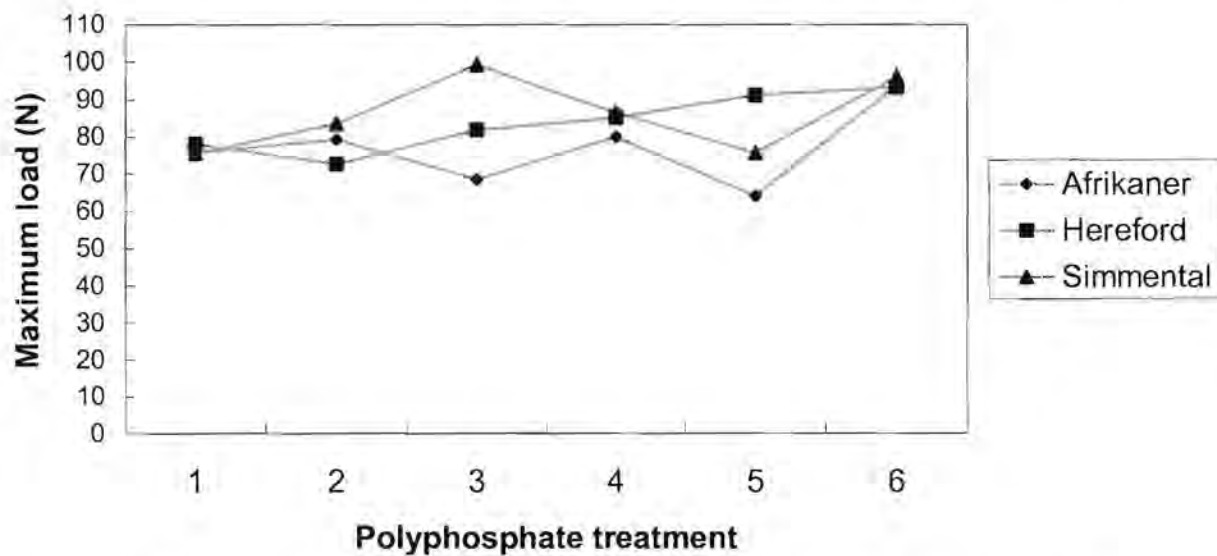 Maximum load (N)
110
100
90
80
70
60
50
40
30
20
10
0
1 2 3 4 5 6
Polyphosphate treatment
Afrikaner
Hereford
Simmental